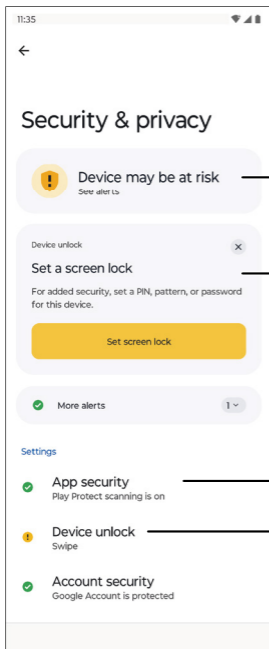 11:35
Security & privacy
Device may be at risk
See alerts
Device unlock
Set a screen lock
For added security, set a PIN, pattern, or password
for this device.
Set screen lock
More alerts
1
Settings
App security
Play Protect scanning is on
Device unlock
Swipe
Account security
Google Account is protected